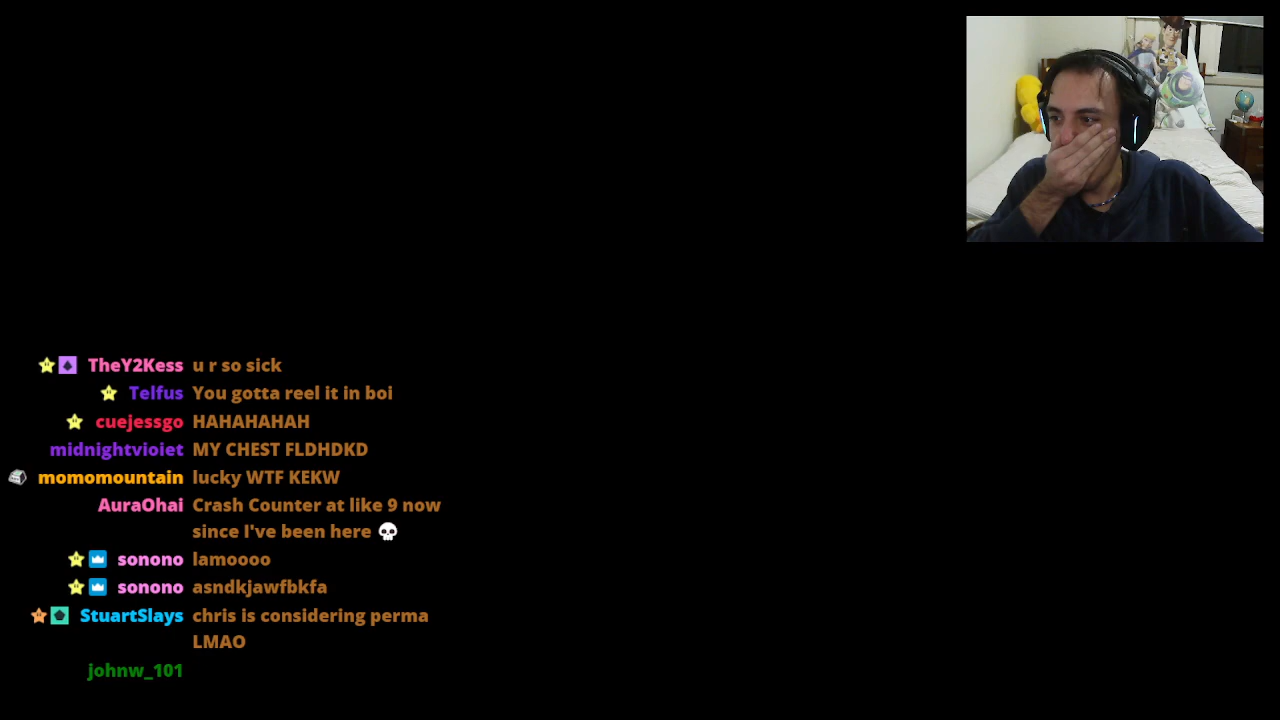 TheY2Kess u r so sick
Telfus You gotta reel it in boi
cuejessgo HAHAHAHAH
midnightvioiet MY CHEST FLDHDKD
momomountain lucky WTF KEKW
AuraOhai Crash Counter at like 9 now
since I've been here 💀
sonono lamoooo
sonono asndkjawfbkfa
StuartSlays chris is considering perma
LMAO
johnw_101